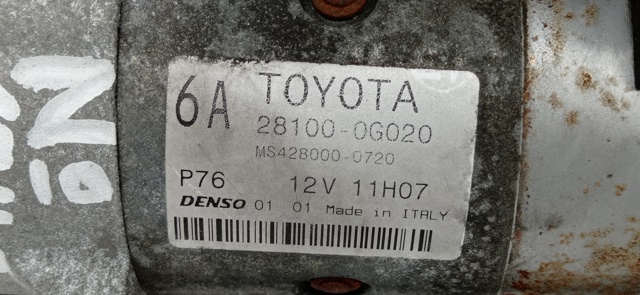 6A TOYOTA
28100-0G020
MS428000-0720
P76 12V 11H07
DENSO 01 01 Made in ITALY